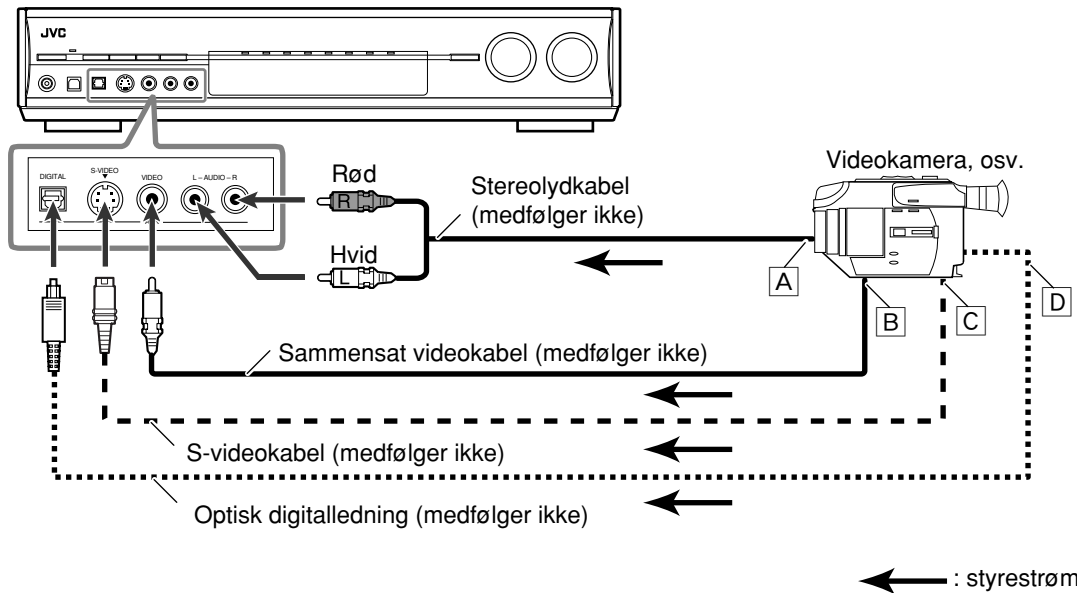 JVC
DIGITAL
S-VIDEO
VIDEO
L – AUDIO – R
Rød
R
Hvid
L
Stereolydkabel
(medfølger ikke)
Videokamera, osv.
A
B
C
D
Sammensat videokabel (medfølger ikke)
S-videokabel (medfølger ikke)
Optisk digitalledning (medfølger ikke)
: styrestrøm